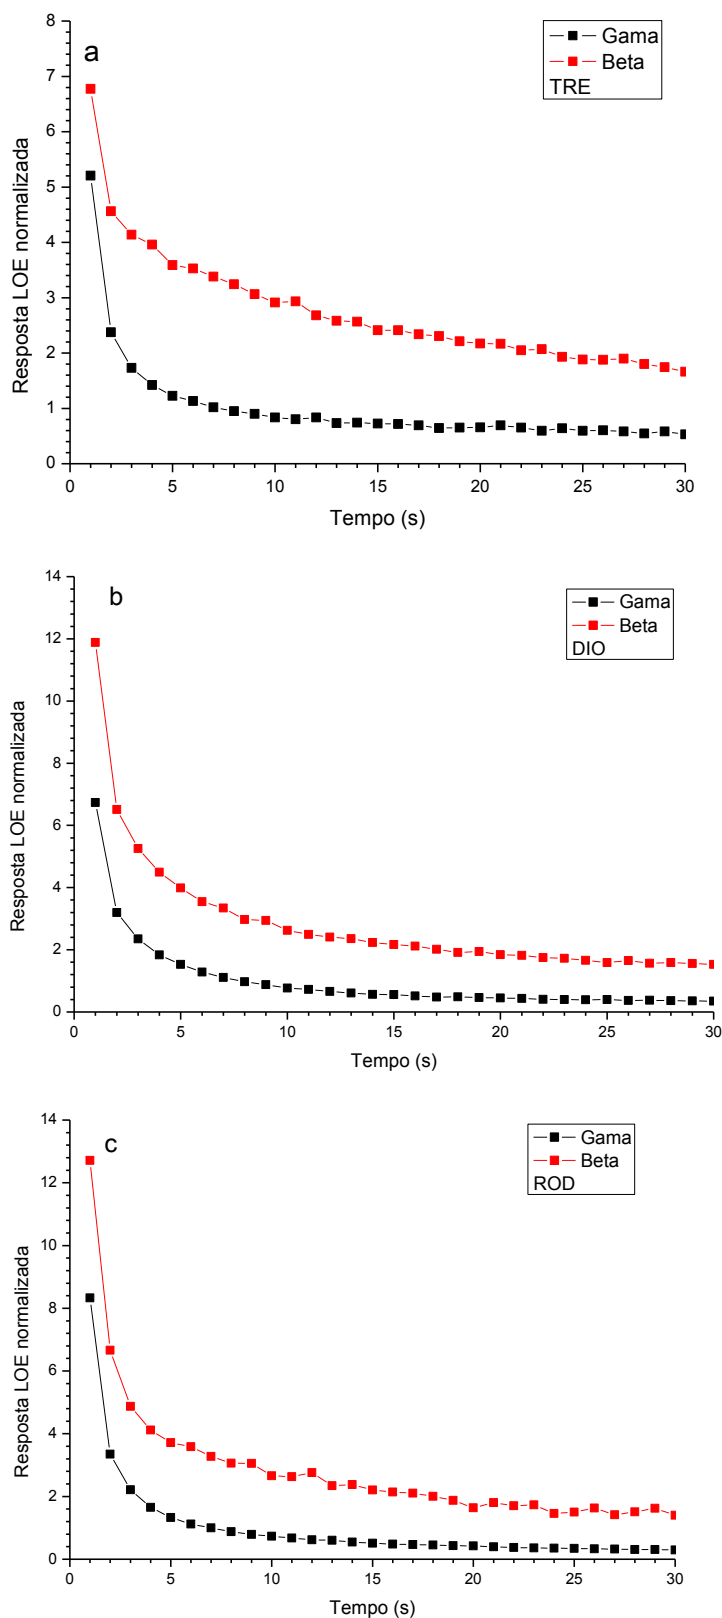 a
Gama
Beta
TRE
8
7
6
5
4
3
2
1
0
Resposta LOE normalizada
0 5 10 15 20 25 30
Tempo (s)
b
Gama
Beta
DIO
14
12
10
8
6
4
2
0
Resposta LOE normalizada
0 5 10 15 20 25 30
Tempo (s)
c
Gama
Beta
ROD
14
12
10
8
6
4
2
0
Resposta LOE normalizada
0 5 10 15 20 25 30
Tempo (s)